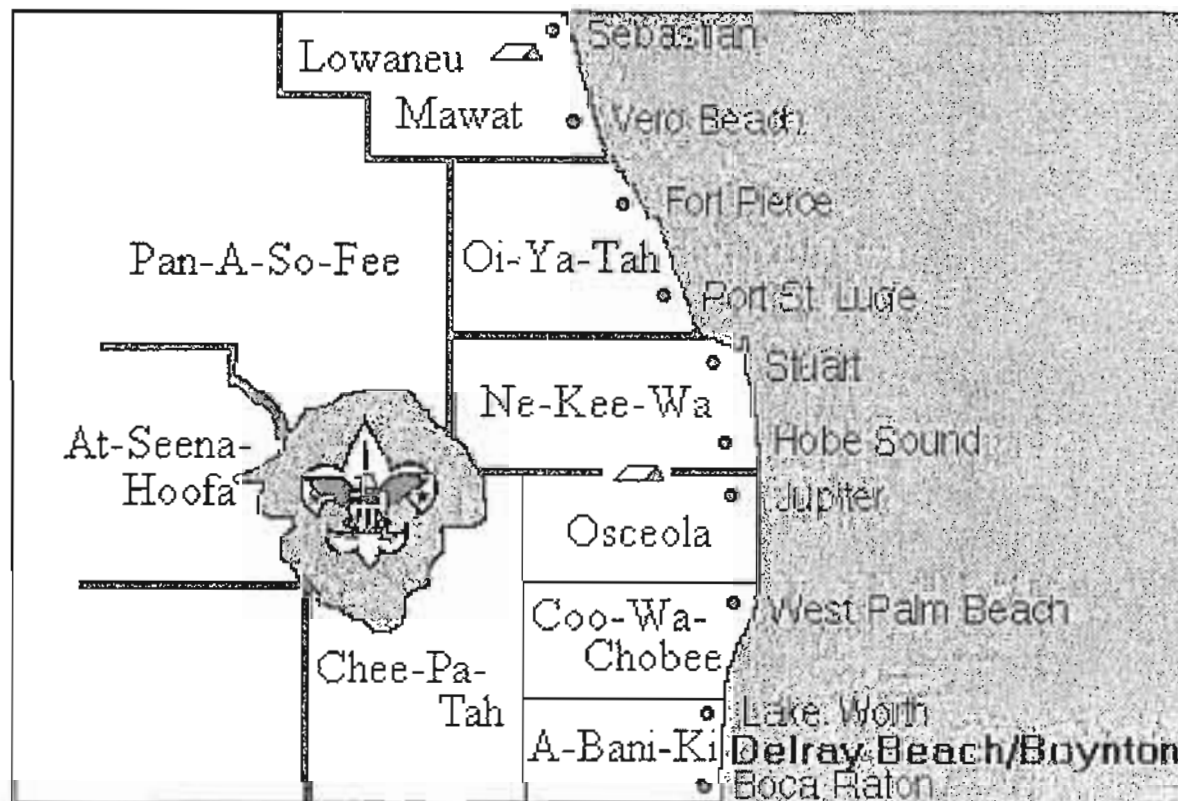 Sebastian
Lowaneu
Mawat
Vero Beach
Fort Pierce
Pan-A-So-Fee
Oi-Ya-Tah
Port St. Lucie
Stuart
Ne-Kee-Wa
Hobe Sound
At-Seena-
Hoofa
Jupiter
Osceola
Coo-Wa-
Chobee
West Palm Beach
Chee-Pa-
Tah
Lake Worth
A-Bani-Ki
Delray Beach/Boynton
Boca Raton